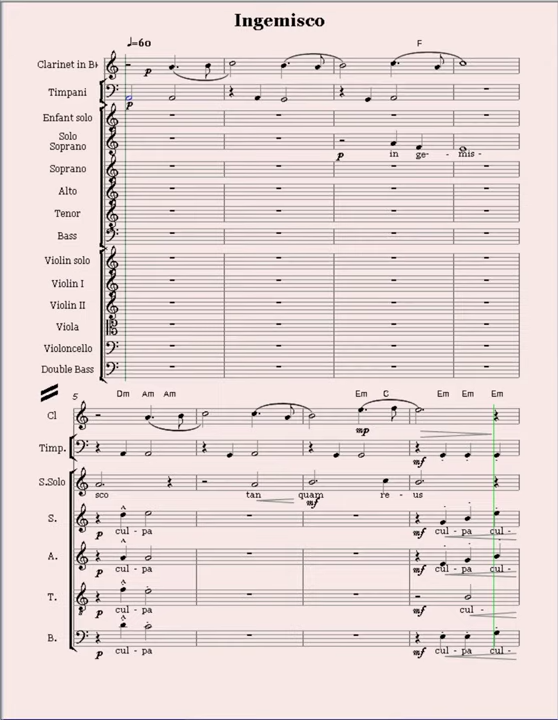 Ingemisco
♩=60
F
Clarinet in B♭
p
Timpani
p
Enfant solo
Solo
Soprano
p in ge- -mis-
Soprano
Alto
Tenor
Bass
Violin solo
Violin I
Violin II
Viola
Violoncello
Double Bass
5 Dm Am Am Em C Em Em Em
Cl
mp
Timp.
mf
S.Solo
sco tan quam re - us
mf
S.
p cul - pa mf cul - pa cul -
A.
p cul - pa mf cul - pa cul -
T.
p cul - pa mf cul -
B.
p cul - pa mf cul - pa cul -